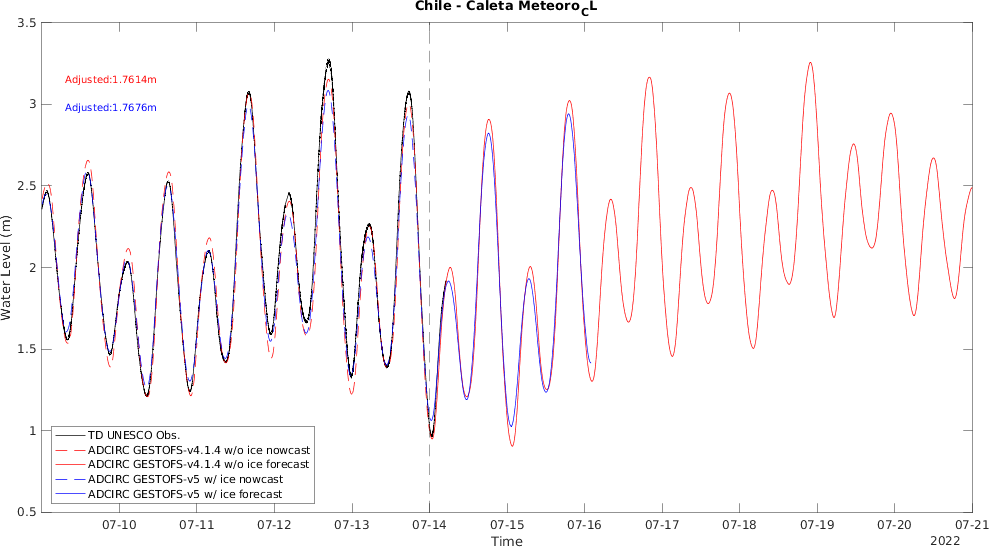 Chile - Caleta Meteoro_CL
3.5
Adjusted:1.7614m
3
Adjusted:1.7676m
2.5
Water Level (m)
2
1.5
1
TD UNESCO Obs.
ADCIRC GESTOFS-v4.1.4 w/o ice nowcast
ADCIRC GESTOFS-v4.1.4 w/o ice forecast
ADCIRC GESTOFS-v5 w/ ice nowcast
ADCIRC GESTOFS-v5 w/ ice forecast
0.5
07-10 07-11 07-12 07-13 07-14 07-15 07-16 07-17 07-18 07-19 07-20 07-21
Time
2022